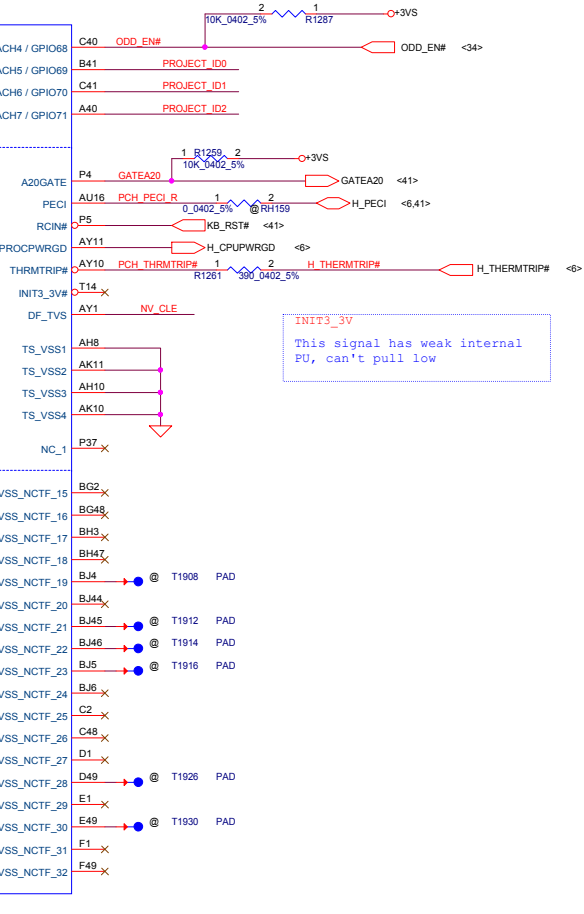 2 1 +3VS
10K_0402_5% R1287
ACH4 / GPIO68 C40 ODD_EN# ODD_EN# <34>
ACH5 / GPIO69 B41 PROJECT_ID0
ACH6 / GPIO70 C41 PROJECT_ID1
ACH7 / GPIO71 A40 PROJECT_ID2
1 R1259 2 +3VS
10K_0402_5%
A20GATE P4 GATEA20 GATEA20 <41>
PECI AU16 PCH_PECI_R 1 2 H_PECI <6,41>
0_0402_5% @RH159
RCIN# P5 KB_RST# <41>
PROCPWRGD AY11 H_CPUPWRGD <6>
THRMTRIP# AY10 PCH_THRMTRIP# 1 2 H_THERMTRIP# H_THERMTRIP# <6>
R1261 390_0402_5%
INIT3_3V# T14
DF_TVS AY1 NV_CLE
INIT3_3V
This signal has weak internal
PU, can't pull low
TS_VSS1 AH8
TS_VSS2 AK11
TS_VSS3 AH10
TS_VSS4 AK10
NC_1 P37
VSS_NCTF_15 BG2
VSS_NCTF_16 BG48
VSS_NCTF_17 BH3
VSS_NCTF_18 BH47
VSS_NCTF_19 BJ4 @ T1908 PAD
VSS_NCTF_20 BJ44
VSS_NCTF_21 BJ45 @ T1912 PAD
VSS_NCTF_22 BJ46 @ T1914 PAD
VSS_NCTF_23 BJ5 @ T1916 PAD
VSS_NCTF_24 BJ6
VSS_NCTF_25 C2
VSS_NCTF_26 C48
VSS_NCTF_27 D1
VSS_NCTF_28 D49 @ T1926 PAD
VSS_NCTF_29 E1
VSS_NCTF_30 E49 @ T1930 PAD
VSS_NCTF_31 F1
VSS_NCTF_32 F49